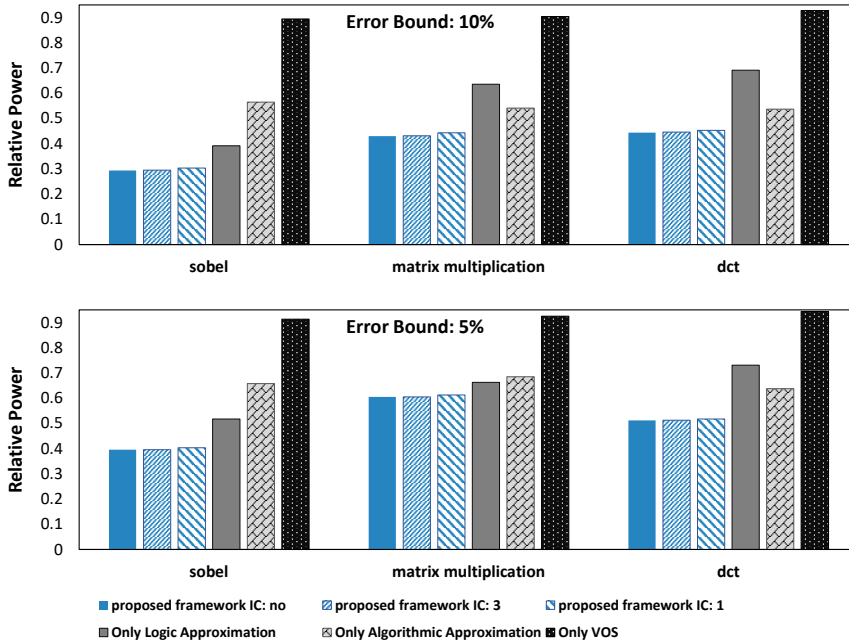 Error Bound: 10%
Relative Power
0.9
0.8
0.7
0.6
0.5
0.4
0.3
0.2
0.1
0
sobel matrix multiplication dct
Error Bound: 5%
Relative Power
0.9
0.8
0.7
0.6
0.5
0.4
0.3
0.2
0.1
0
sobel matrix multiplication dct
proposed framework IC: no proposed framework IC: 3 proposed framework IC: 1
Only Logic Approximation Only Algorithmic Approximation Only VOS